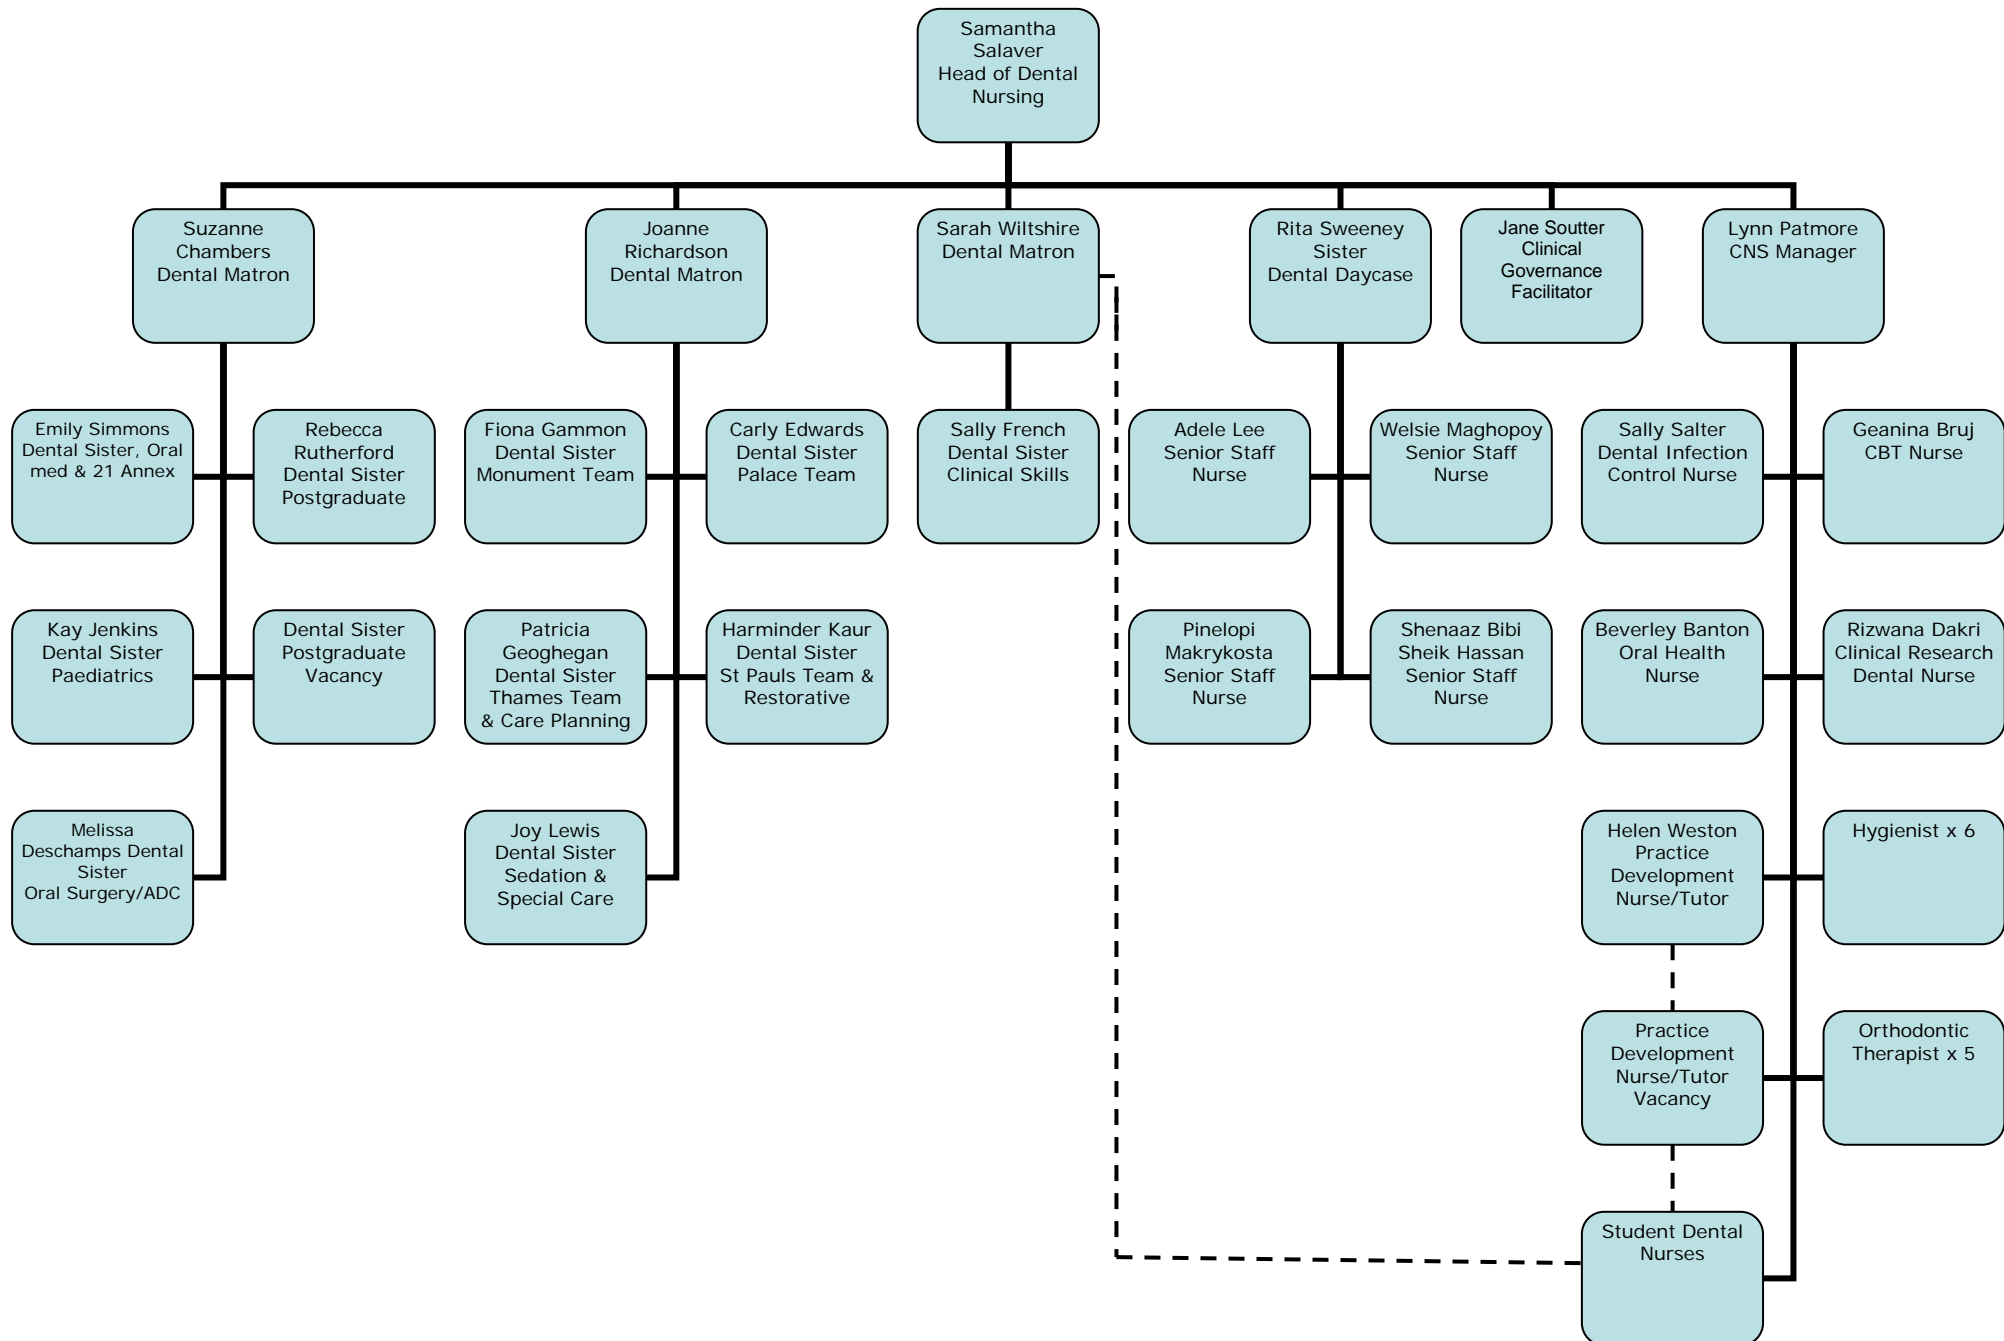 Samantha
Salaver
Head of Dental
Nursing
Suzanne
Chambers
Dental Matron
Joanne
Richardson
Dental Matron
Sarah Wiltshire
Dental Matron
Rita Sweeney
Sister
Dental Daycase
Jane Soutter
Clinical
Governance
Facilitator
Lynn Patmore
CNS Manager
Emily Simmons
Dental Sister, Oral
med & 21 Annex
Rebecca
Rutherford
Dental Sister
Postgraduate
Fiona Gammon
Dental Sister
Monument Team
Carly Edwards
Dental Sister
Palace Team
Sally French
Dental Sister
Clinical Skills
Adele Lee
Senior Staff
Nurse
Welsie Maghopoy
Senior Staff
Nurse
Sally Salter
Dental Infection
Control Nurse
Geanina Bruj
CBT Nurse
Kay Jenkins
Dental Sister
Paediatrics
Dental Sister
Postgraduate
Vacancy
Patricia
Geoghegan
Dental Sister
Thames Team
& Care Planning
Harminder Kaur
Dental Sister
St Pauls Team &
Restorative
Pinelopi
Makrykosta
Senior Staff
Nurse
Shenaaz Bibi
Sheik Hassan
Senior Staff
Nurse
Beverley Banton
Oral Health
Nurse
Rizwana Dakri
Clinical Research
Dental Nurse
Melissa
Deschamps Dental
Sister
Oral Surgery/ADC
Joy Lewis
Dental Sister
Sedation &
Special Care
Helen Weston
Practice
Development
Nurse/Tutor
Hygienist x 6
Practice
Development
Nurse/Tutor
Vacancy
Orthodontic
Therapist x 5
Student Dental
Nurses